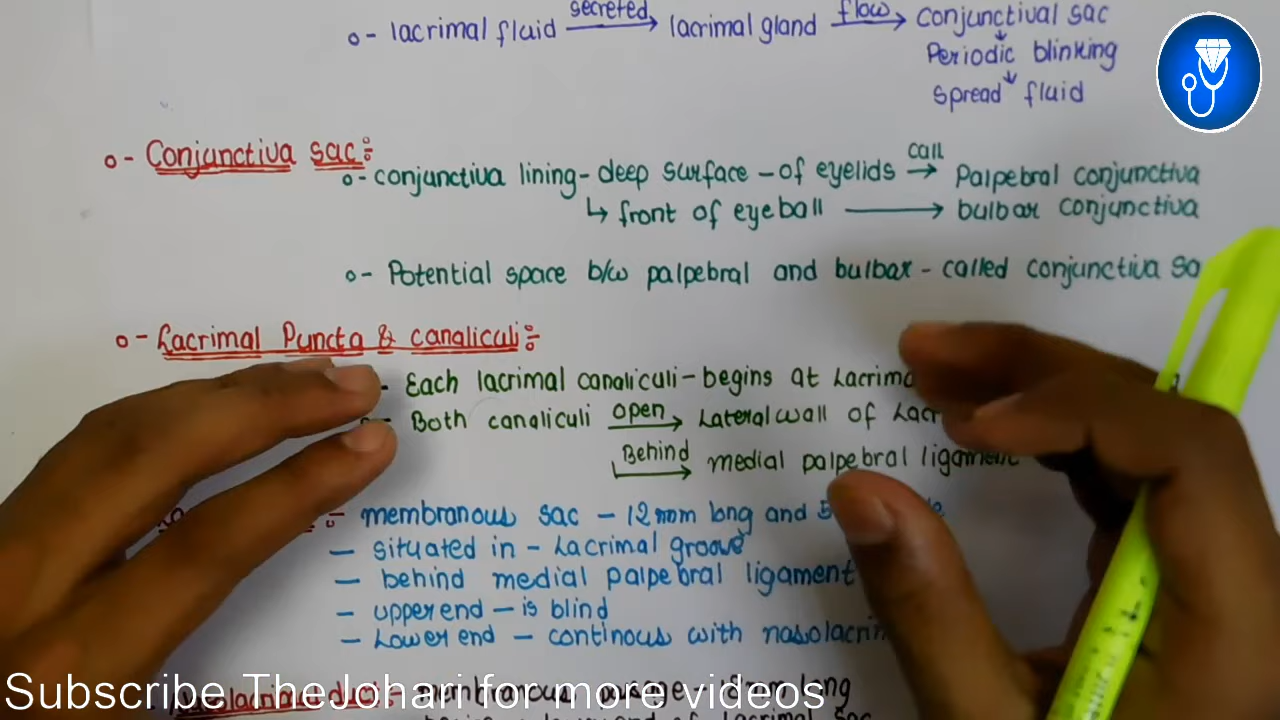 o- lacrimal fluid secreted → lacrimal gland flow → conjunctival sac
↓
Periodic blinking
↓
spread fluid
o- Conjunctiva sac:-
o- conjunctiva lining - deep surface - of eyelids call → Palpebral conjunctiva
↳ front of eyeball → bulbar conjunctiva
o- Potential space b/w palpebral and bulbar - called conjunctiva
o- Lacrimal Puncta & canaliculi:-
- Each lacrimal canaliculi - begins at
Both canaliculi open → Lateral wall of
Behind → medial palpebral ligament
:- membranous sac - 12mm long and
- situated in - Lacrimal groove
- behind medial palpebral ligament
- upper end - is blind
- Lower end - continous with
membranous - long
Subscribe TheJohari for more videos